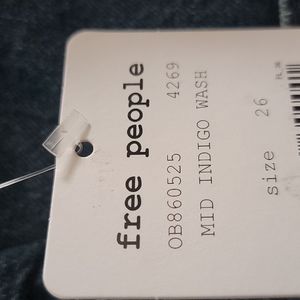 free people
OB860525 4269
MID INDIGO WASH
size 26